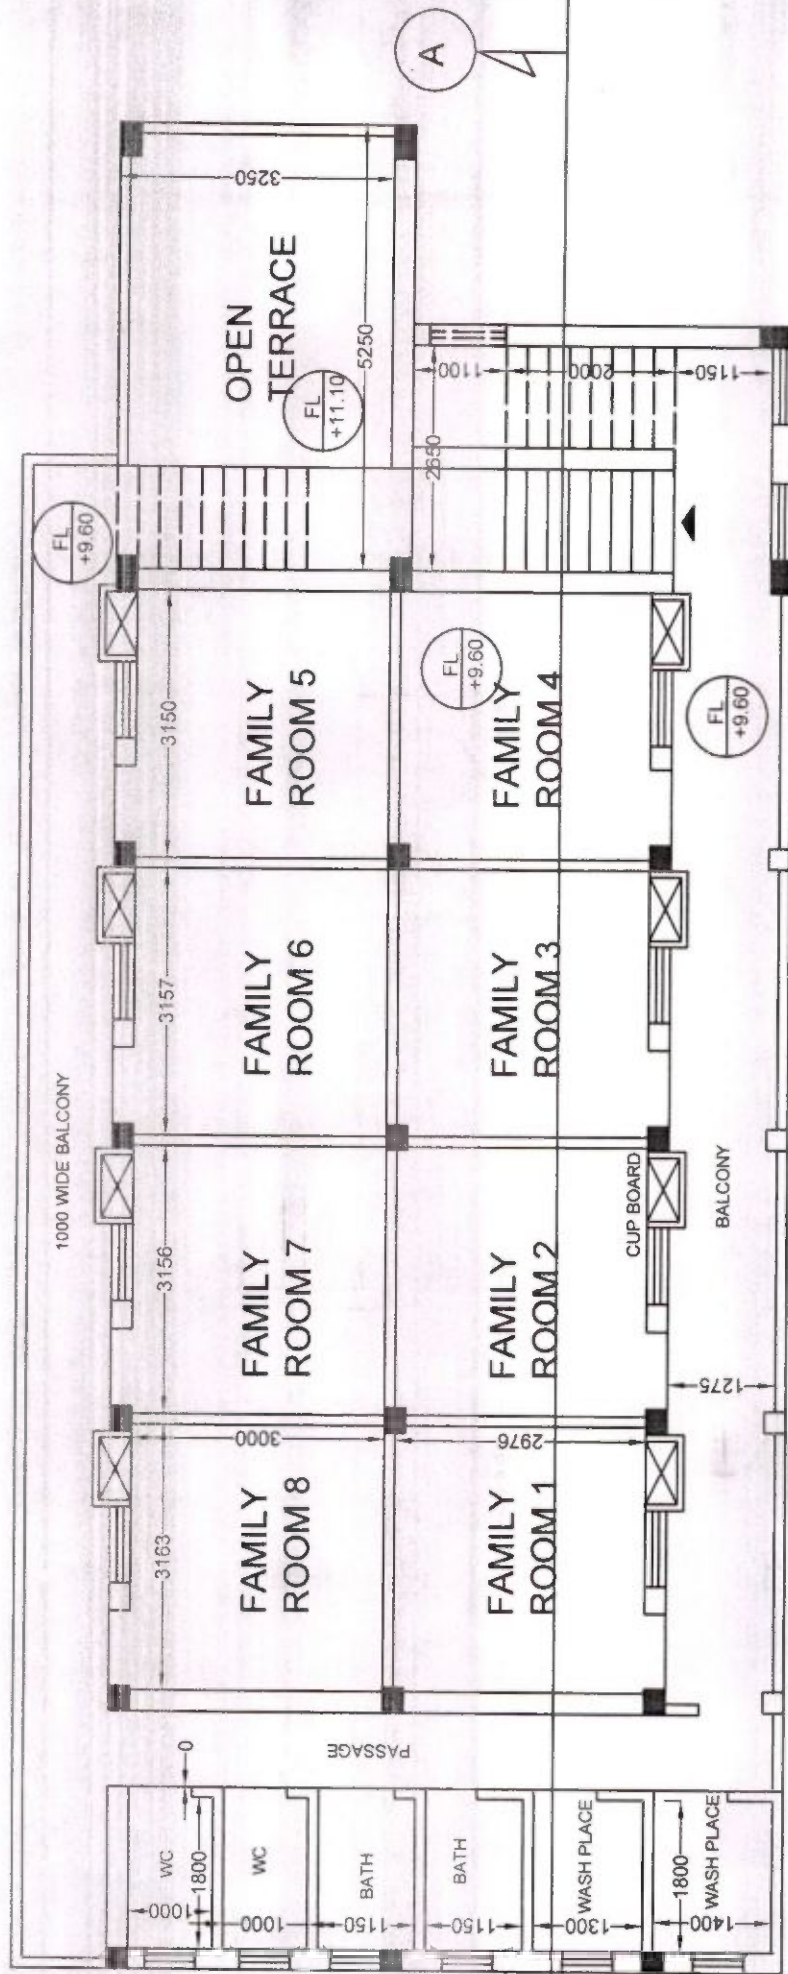 1000 WIDE BALCONY
FL
+9.60
A
OPEN
TERRACE
3250
5250
FL
+11.10
1100
2000
1150
2650
FAMILY
ROOM 5
3150
FAMILY
ROOM 4
FL
+9.60
FL
+9.60
FAMILY
ROOM 6
3157
FAMILY
ROOM 3
FAMILY
ROOM 7
3156
FAMILY
ROOM 2
CUP BOARD
BALCONY
1275
FAMILY
ROOM 8
3163
3000
FAMILY
ROOM 1
2976
PASSAGE
0
WC
1800
1000
WC
1000
BATH
1150
BATH
1150
WASH PLACE
1300
WASH PLACE
1800
1400